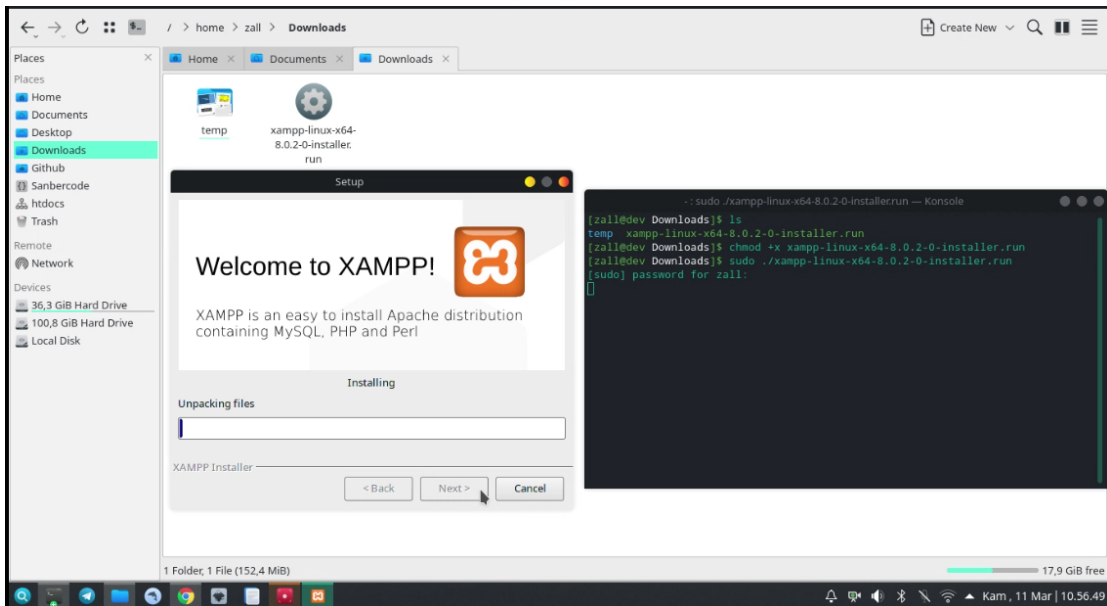 / > home > zall > Downloads
Create New
Places
Home
Documents
Downloads
Places
Home
Documents
Desktop
Downloads
Github
Sanbercode
htdocs
Trash
Remote
Network
Devices
36,3 GiB Hard Drive
100,8 GiB Hard Drive
Local Disk
temp
xampp-linux-x64-
8.0.2-0-installer.
run
Setup
Welcome to XAMPP!
XAMPP is an easy to install Apache distribution
containing MySQL, PHP and Perl
Installing
Unpacking files
XAMPP Installer
< Back
Next >
Cancel
- : sudo ./xampp-linux-x64-8.0.2-0-installer.run — Konsole
[zall@dev Downloads]$ ls
temp xampp-linux-x64-8.0.2-0-installer.run
[zall@dev Downloads]$ chmod +x xampp-linux-x64-8.0.2-0-installer.run
[zall@dev Downloads]$ sudo ./xampp-linux-x64-8.0.2-0-installer.run
[sudo] password for zall:
1 Folder, 1 File (152,4 MiB)
17,9 GiB free
Kam , 11 Mar | 10.56.49